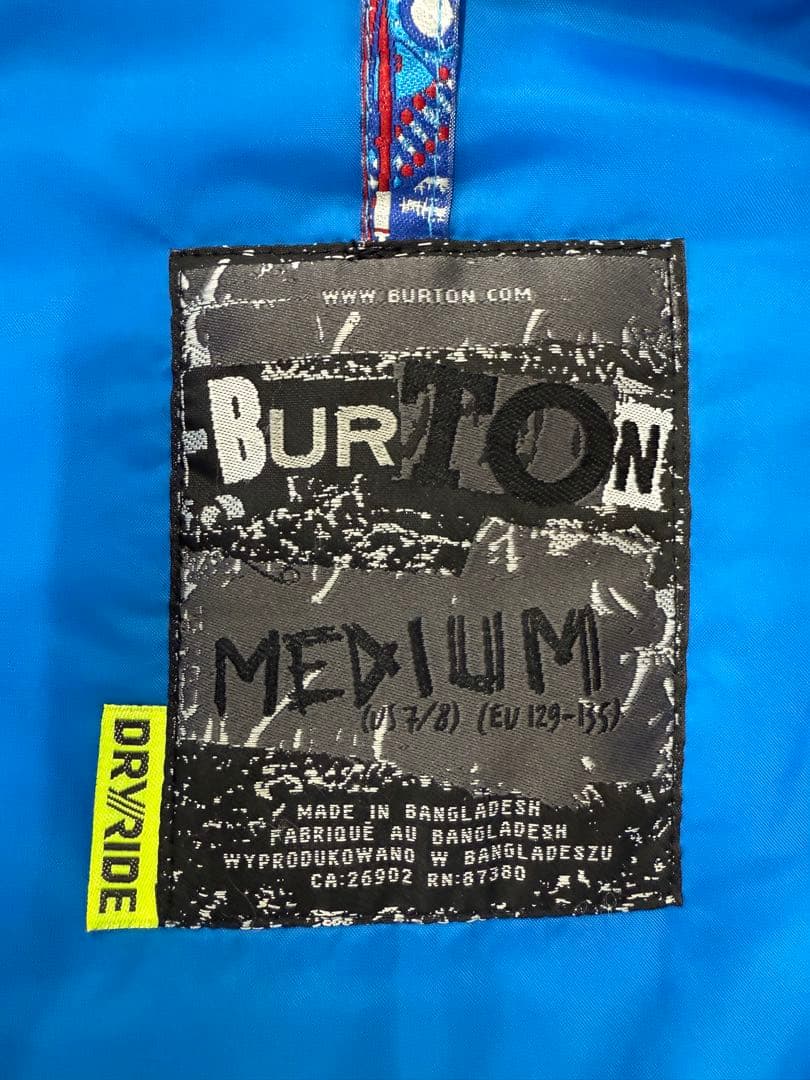 WWW.BURTON.COM
BURTON
MEDIUM
(US 7/8) (EU 129-135)
DRY//RIDE
MADE IN BANGLADESH
FABRIQUÉ AU BANGLADESH
WYPRODUKOWANO W BANGLADESZU
CA:26902 RN:87380